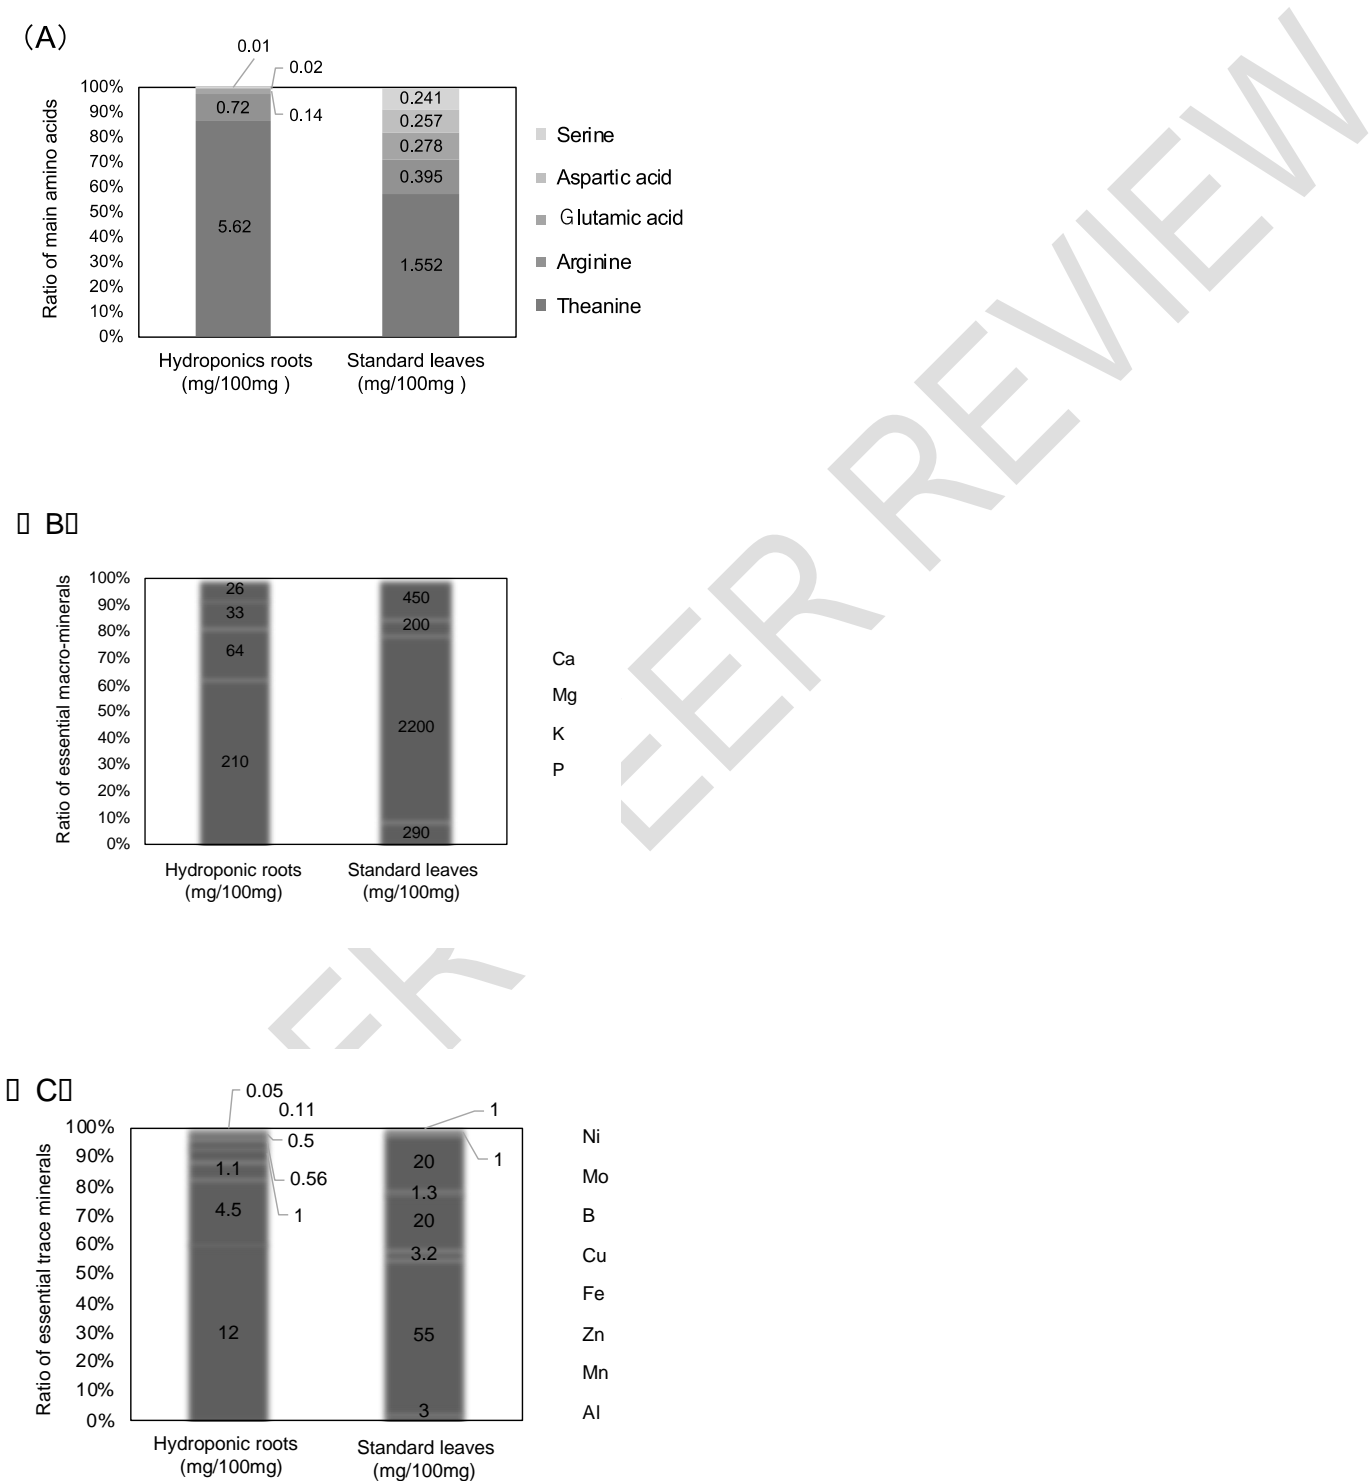 (A)
0.01
0.02
0.14
100%
90%
80%
70%
60%
50%
40%
30%
20%
10%
0%
Ratio of main amino acids
0.72
5.62
0.241
0.257
0.278
0.395
1.552
Serine
Aspartic acid
Glutamic acid
Arginine
Theanine
Hydroponics roots
(mg/100mg )
Standard leaves
(mg/100mg )
B
100%
90%
80%
70%
60%
50%
40%
30%
20%
10%
0%
Ratio of essential macro-minerals
26
33
64
210
450
200
2200
290
Ca
Mg
K
P
Hydroponic roots
(mg/100mg)
Standard leaves
(mg/100mg)
C
0.05
0.11
0.5
0.56
1
1
1
100%
90%
80%
70%
60%
50%
40%
30%
20%
10%
0%
Ratio of essential trace minerals
1.1
4.5
12
20
1.3
20
3.2
55
3
Ni
Mo
B
Cu
Fe
Zn
Mn
Al
Hydroponic roots
(mg/100mg)
Standard leaves
(mg/100mg)
ER REVIEW